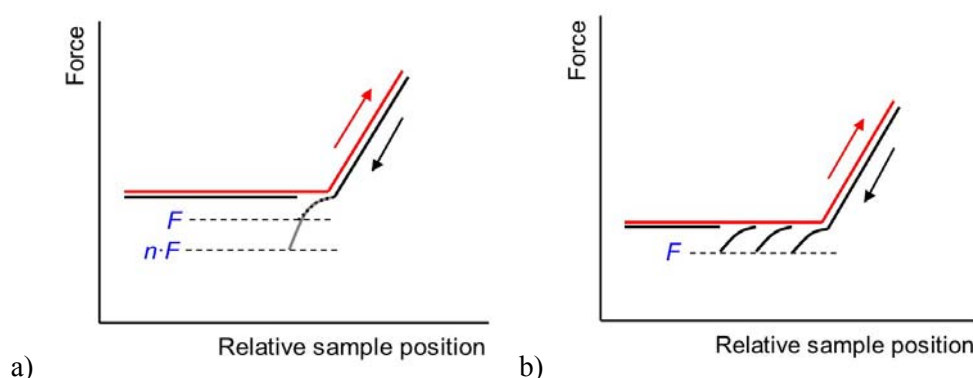 Force
F
n·F
Relative sample position
a)
Force
F
Relative sample position
b)